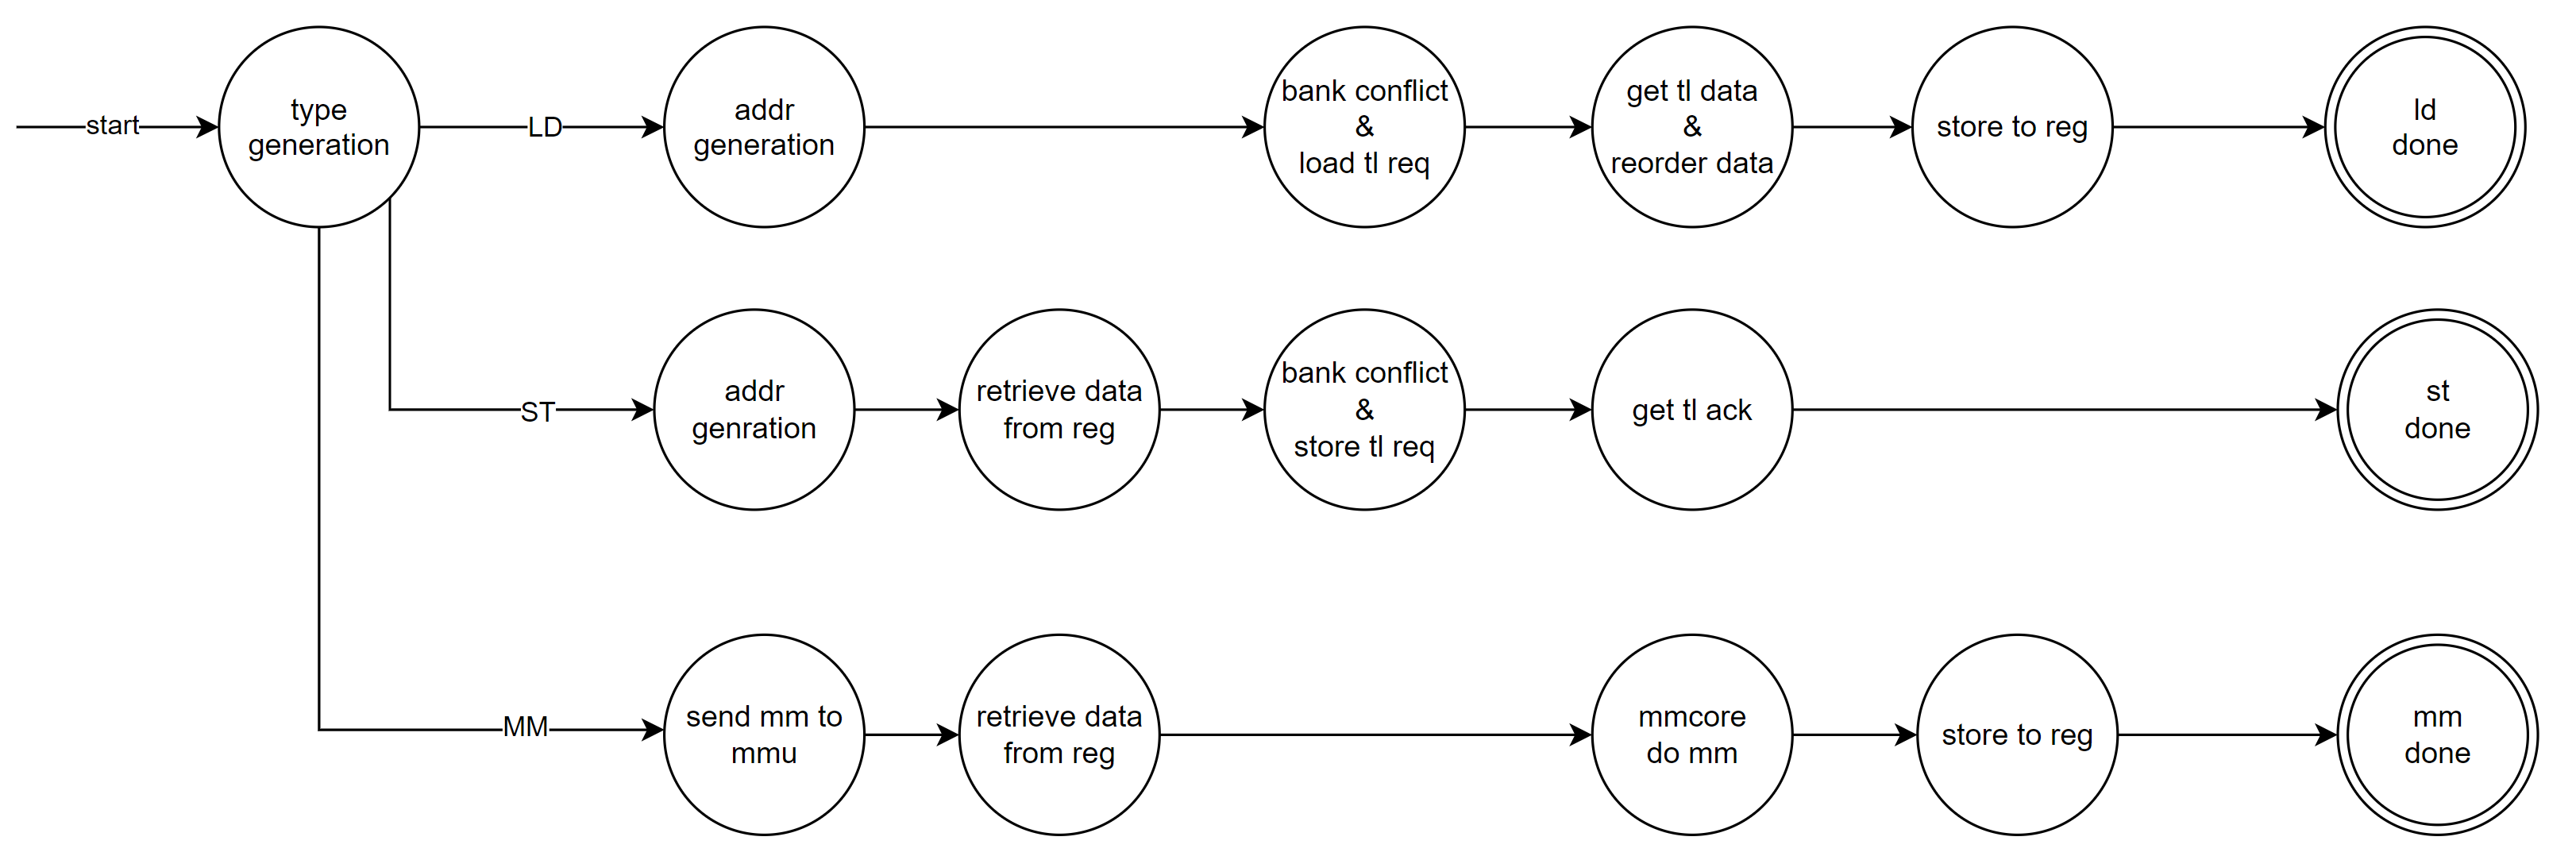 start
type
generation
LD
addr
generation
bank conflict
&
load tl req
get tl data
&
reorder data
store to reg
ld
done
ST
addr
genration
retrieve data
from reg
bank conflict
&
store tl req
get tl ack
st
done
MM
send mm to
mmu
retrieve data
from reg
mmcore
do mm
store to reg
mm
done